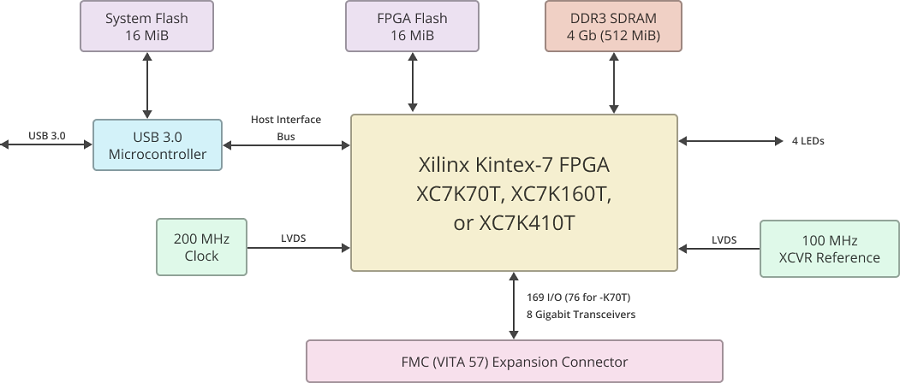 System Flash
16 MiB
FPGA Flash
16 MiB
DDR3 SDRAM
4 Gb (512 MiB)
USB 3.0
USB 3.0
Microcontroller
Host Interface
Bus
Xilinx Kintex-7 FPGA
XC7K70T, XC7K160T,
or XC7K410T
4 LEDs
200 MHz
Clock
LVDS
LVDS
100 MHz
XCVR Reference
169 I/O (76 for -K70T)
8 Gigabit Transceivers
FMC (VITA 57) Expansion Connector